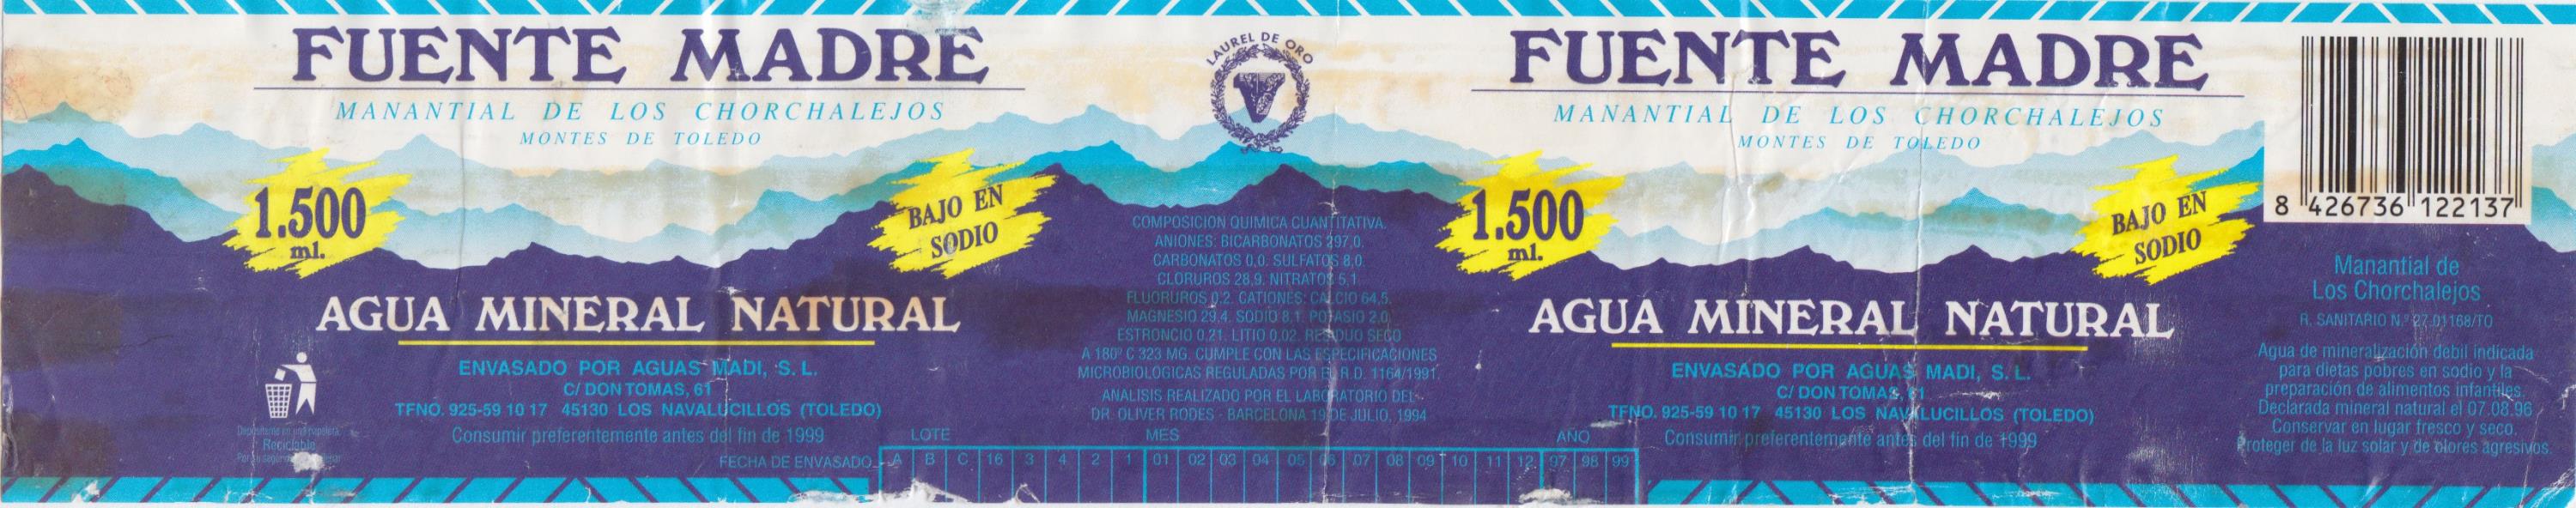 FUENTE MADRE
MANANTIAL DE LOS CHORCHALEJOS
MONTES DE TOLEDO
1.500
ml.
BAJO EN
SODIO
AGUA MINERAL NATURAL
ENVASADO POR AGUAS MADI, S. L.
C/ DON TOMAS, 61
TFNO. 925-59 10 17 45130 LOS NAVALUCILLOS (TOLEDO)
Consumir preferentemente antes del fin de 1999
Reciclable
LAUREL DE ORO
V
COMPOSICION QUIMICA CUANTITATIVA.
ANIONES: BICARBONATOS 297,0.
CARBONATOS 0,0. SULFATOS 8,0.
CLORUROS 28,9. NITRATOS 5,1.
FLUORUROS 0,2. CATIONES: CALCIO 64,5.
MAGNESIO 29,4. SODIO 8,1. POTASIO 2,0.
ESTRONCIO 0,21. LITIO 0,02. RESIDUO SECO
A 180º C 323 MG. CUMPLE CON LAS ESPECIFICACIONES
MICROBIOLOGICAS REGULADAS POR EL R.D. 1164/1991.
ANALISIS REALIZADO POR EL LABORATORIO DEL
DR. OLIVER RODES - BARCELONA 19 DE JULIO, 1994
LOTE MES AÑO
FECHA DE ENVASADO A B C 16 3 4 2 1 01 02 03 04 05 06 07 08 09 10 11 12 97 98 99
FUENTE MADRE
MANANTIAL DE LOS CHORCHALEJOS
MONTES DE TOLEDO
1.500
ml.
BAJO EN
SODIO
AGUA MINERAL NATURAL
ENVASADO POR AGUAS MADI, S. L.
C/ DON TOMAS, 61
TFNO. 925-59 10 17 45130 LOS NAVALUCILLOS (TOLEDO)
Consumir preferentemente antes del fin de 1999
8 426736 122137
Manantial de
Los Chorchalejos
R. SANITARIO N.º 27.01168/TO
Agua de mineralización debil indicada
para dietas pobres en sodio y la
preparación de alimentos infantiles.
Declarada mineral natural el 07.08.96
Conservar en lugar fresco y seco.
Proteger de la luz solar y de olores agresivos.